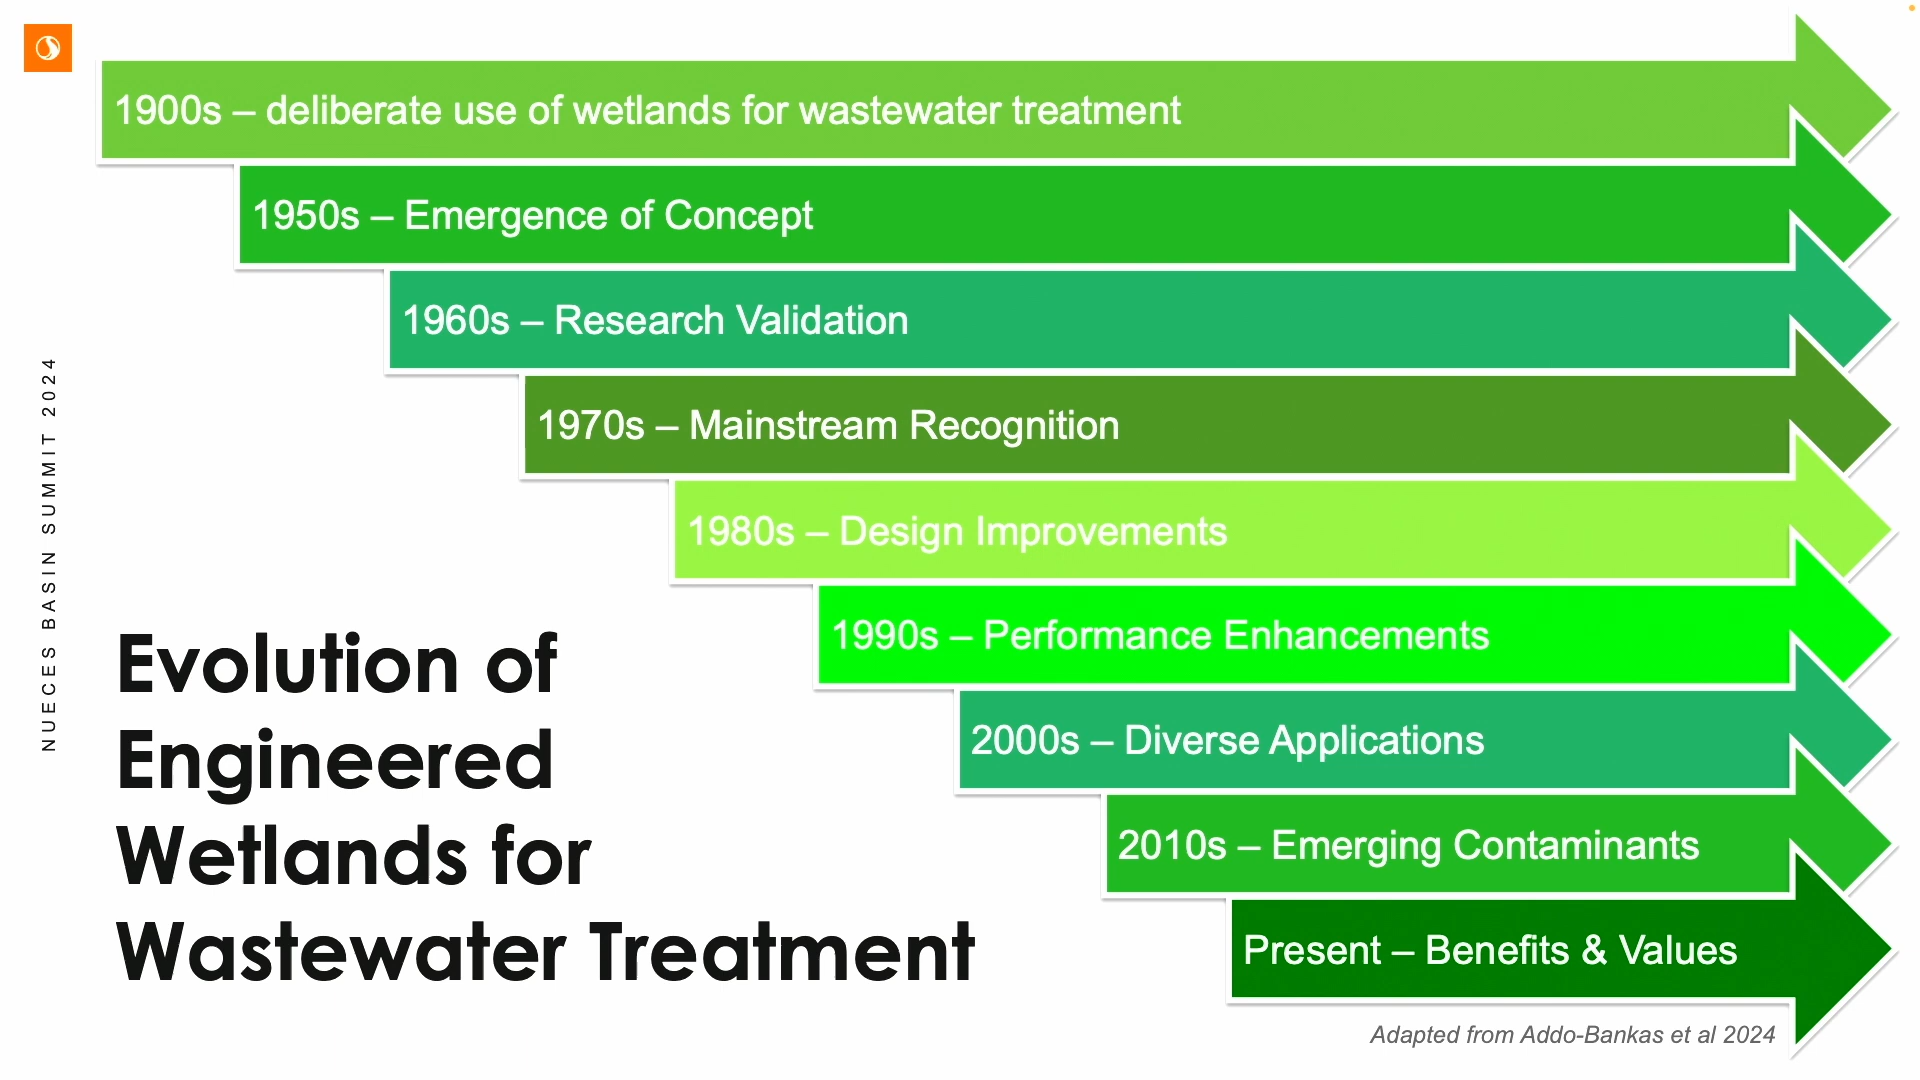 1900s – deliberate use of wetlands for wastewater treatment
1950s – Emergence of Concept
1960s – Research Validation
1970s – Mainstream Recognition
1980s – Design Improvements
1990s – Performance Enhancements
2000s – Diverse Applications
2010s – Emerging Contaminants
Present – Benefits & Values
NUECES BASIN SUMMIT 2024
Evolution of
Engineered
Wetlands for
Wastewater Treatment
Adapted from Addo-Bankas et al 2024